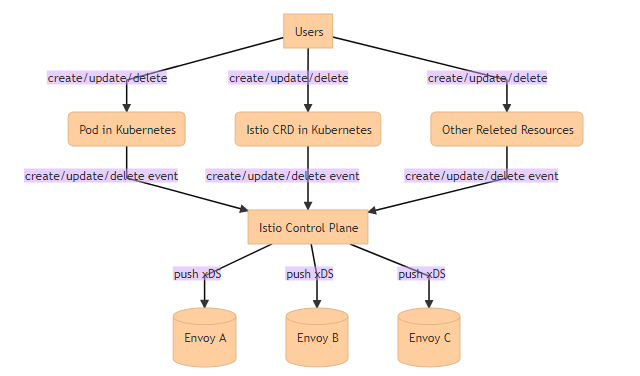 Users
create/update/delete
create/update/delete
create/update/delete
Pod in Kubernetes
Istio CRD in Kubernetes
Other Releted Resources
create/update/delete event
create/update/delete event
create/update/delete event
Istio Control Plane
push xDS
push xDS
push xDS
Envoy A
Envoy B
Envoy C